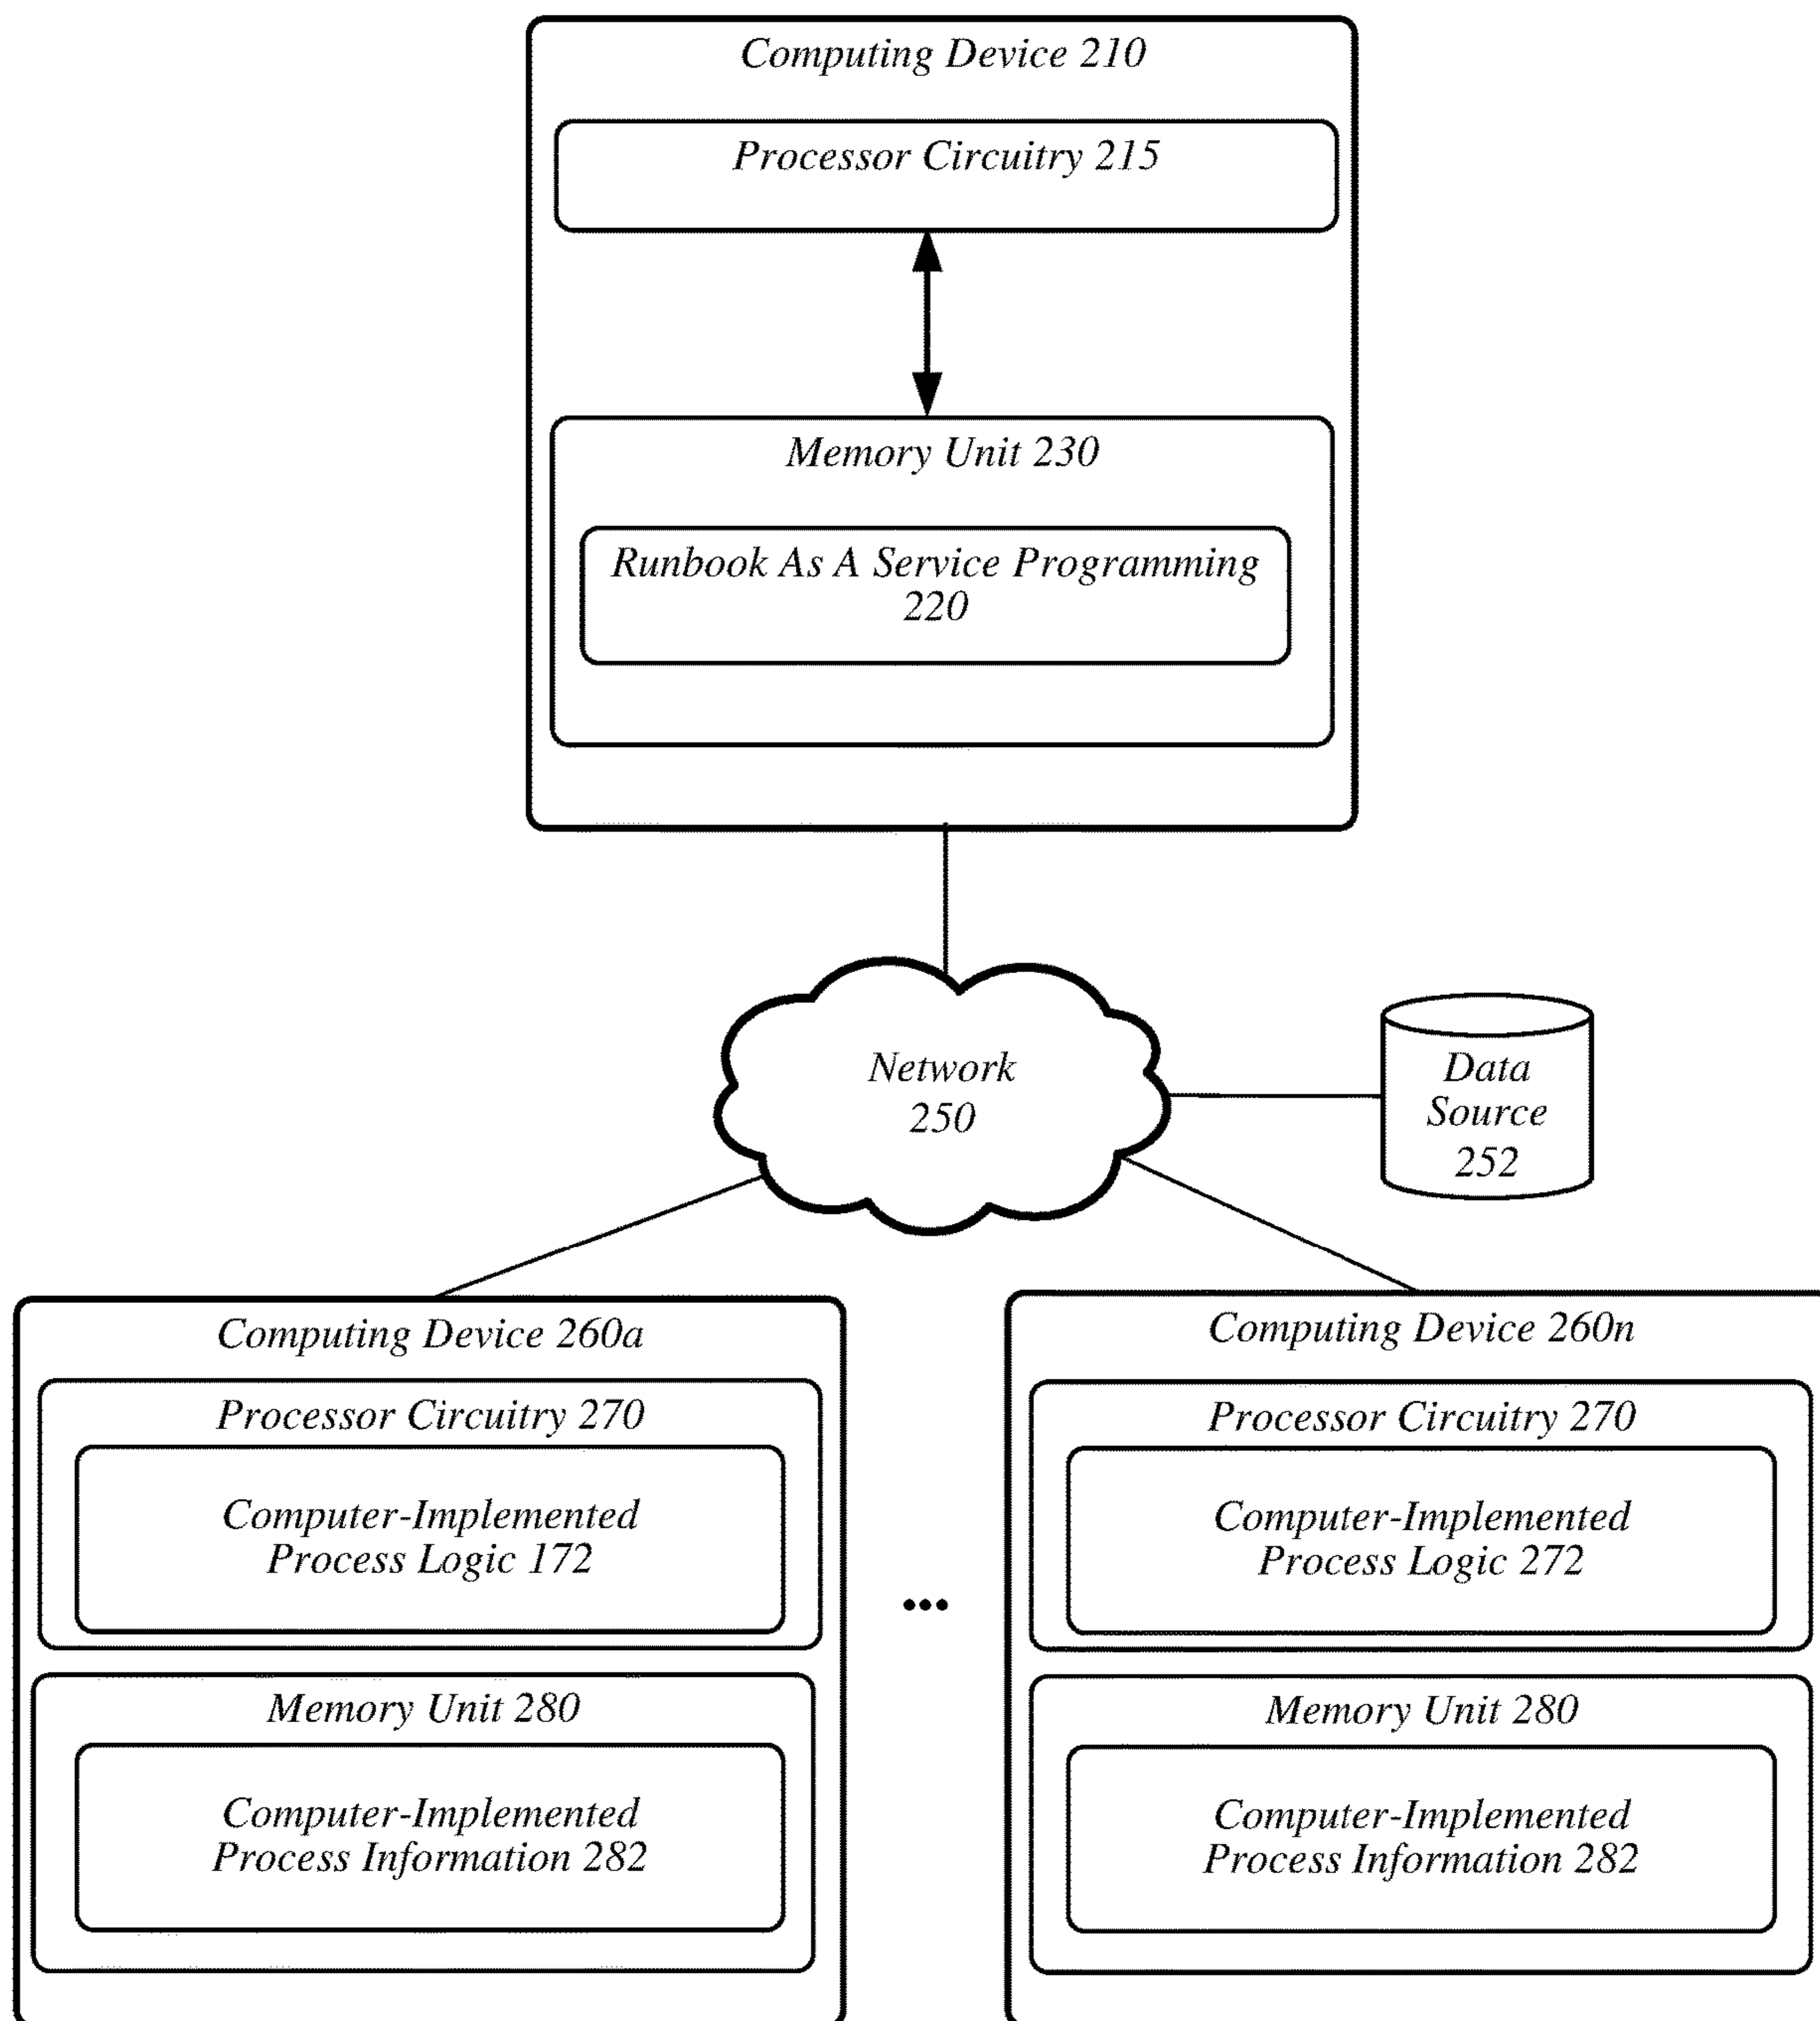 Computing Device 210
Processor Circuitry 215
Memory Unit 230
Runbook As A Service Programming
220
Network
250
Data
Source
252
Computing Device 260a
Processor Circuitry 270
Computer-Implemented
Process Logic 172
Memory Unit 280
Computer-Implemented
Process Information 282
...
Computing Device 260n
Processor Circuitry 270
Computer-Implemented
Process Logic 272
Memory Unit 280
Computer-Implemented
Process Information 282